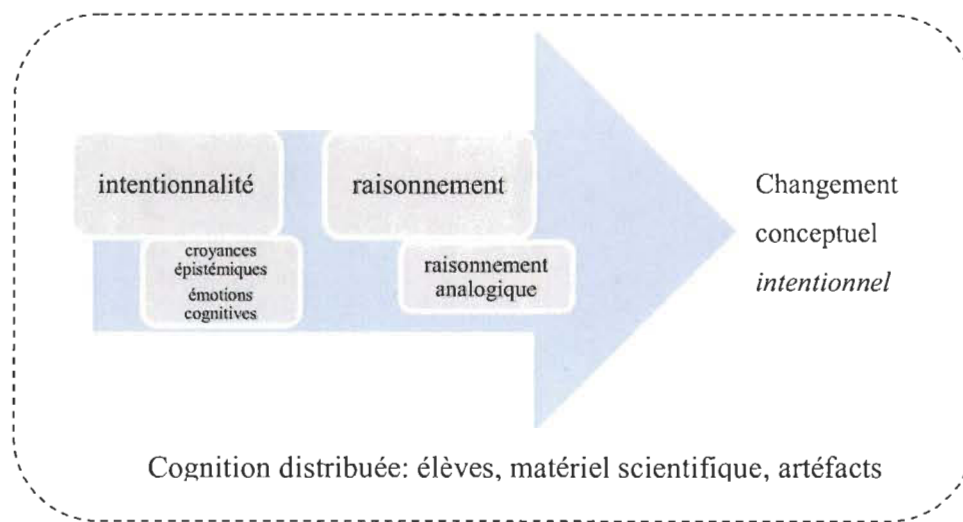 intentionnalité
croyances
épistémiques
émotions
cognitives
raisonnement
raisonnement
analogique
Changement
conceptuel
intentionnel
Cognition distribuée: élèves, matériel scientifique, artéfacts